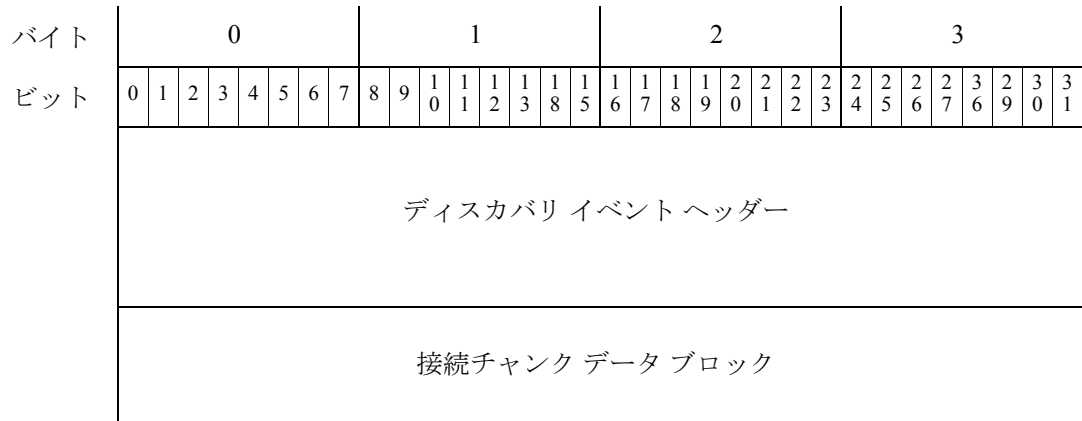 バイト 0 1 2 3
ビット 0 1 2 3 4 5 6 7 8 9 10 11 12 13 18 15 16 17 18 19 20 21 22 23 24 25 26 27 36 29 30 31
ディスカバリ イベント ヘッダー
接続チャンク データ ブロック